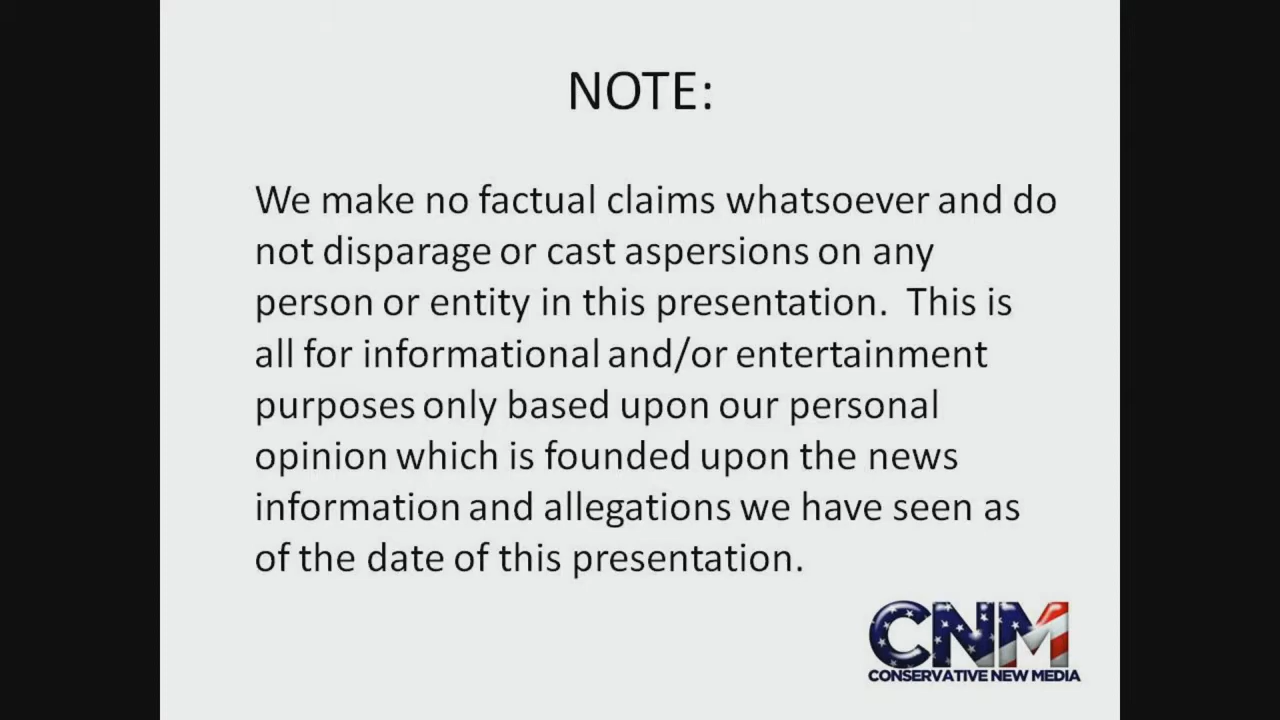 NOTE:
We make no factual claims whatsoever and do
not disparage or cast aspersions on any
person or entity in this presentation.  This is
all for informational and/or entertainment
purposes only based upon our personal
opinion which is founded upon the news
information and allegations we have seen as
of the date of this presentation.
CNM
CONSERVATIVE NEW MEDIA